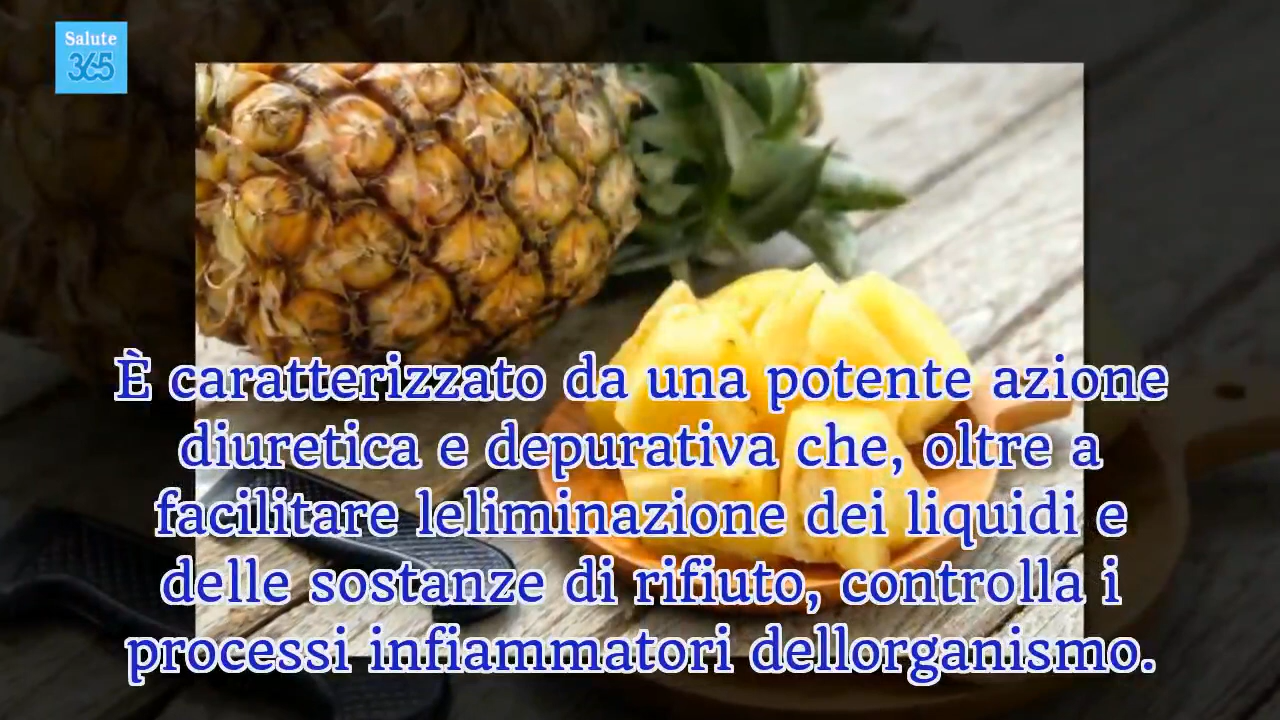 Salute
365
È caratterizzato da una potente azione
diuretica e depurativa che, oltre a
facilitare leliminazione dei liquidi e
delle sostanze di rifiuto, controlla i
processi infiammatori dellorganismo.